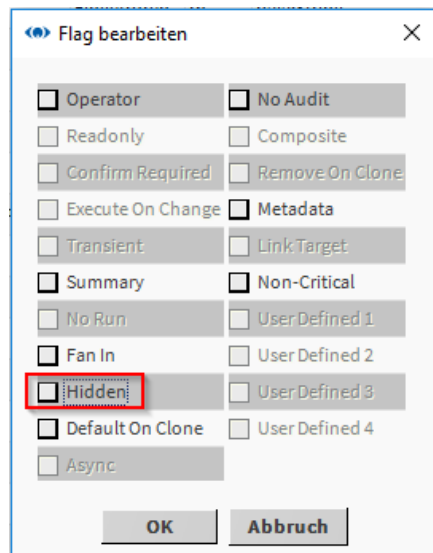 Flag bearbeiten
Operator
No Audit
Readonly
Composite
Confirm Required
Remove On Clone
Execute On Change
Metadata
Transient
Link Target
Summary
Non-Critical
No Run
User Defined 1
Fan In
User Defined 2
Hidden
User Defined 3
Default On Clone
User Defined 4
Async
OK
Abbruch